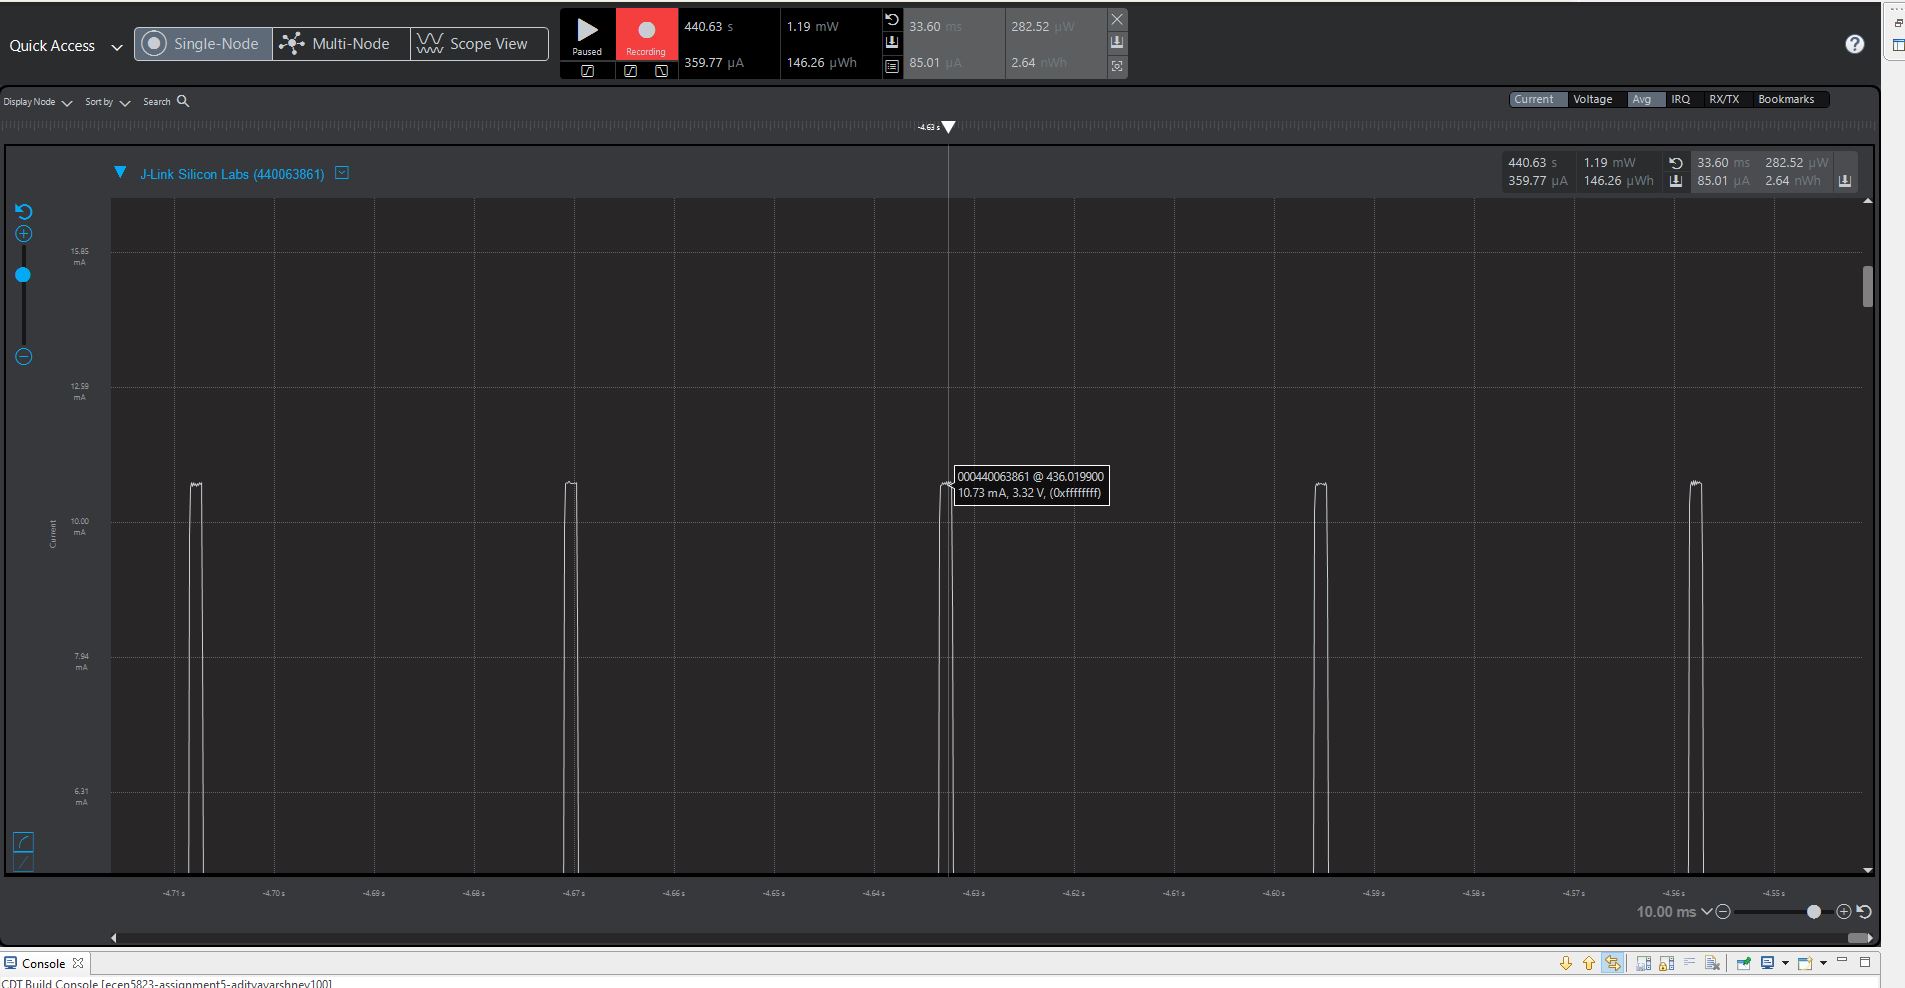 Quick Access
Single-Node
Multi-Node
Scope View
Paused
Recording
440.63 s
1.19 mW
359.77 µA
146.26 µWh
33.60 ms
282.52 µW
85.01 µA
2.64 nWh
Display Node
Sort by
Search
Current
Voltage
Avg
IRQ
RX/TX
Bookmarks
-4.63 s
J-Link Silicon Labs (440063861)
440.63 s
1.19 mW
33.60 ms
282.52 µW
359.77 µA
146.26 µWh
85.01 µA
2.64 nWh
15.85
mA
12.59
mA
000440063861 @ 436.019900
10.73 mA, 3.32 V, (0xffffffff)
10.00
mA
Current
7.94
mA
6.31
mA
-4.71 s
-4.70 s
-4.69 s
-4.68 s
-4.67 s
-4.66 s
-4.65 s
-4.64 s
-4.63 s
-4.62 s
-4.61 s
-4.60 s
-4.59 s
-4.58 s
-4.57 s
-4.56 s
-4.55 s
10.00 ms
Console
CDT Build Console [ecen5823-assignment5-adityavarshney100]